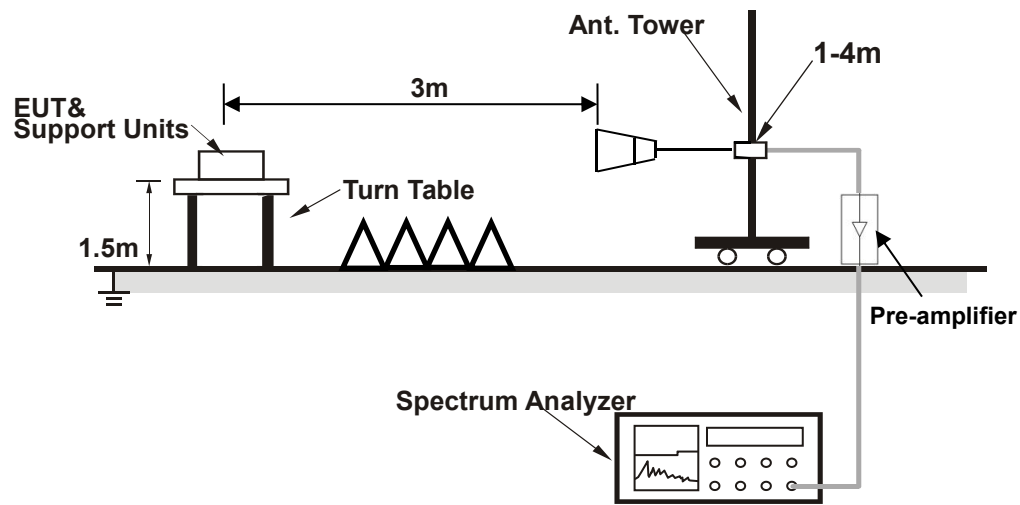 Ant. Tower
1-4m
3m
EUT&
Support Units
Turn Table
1.5m
Pre-amplifier
Spectrum Analyzer